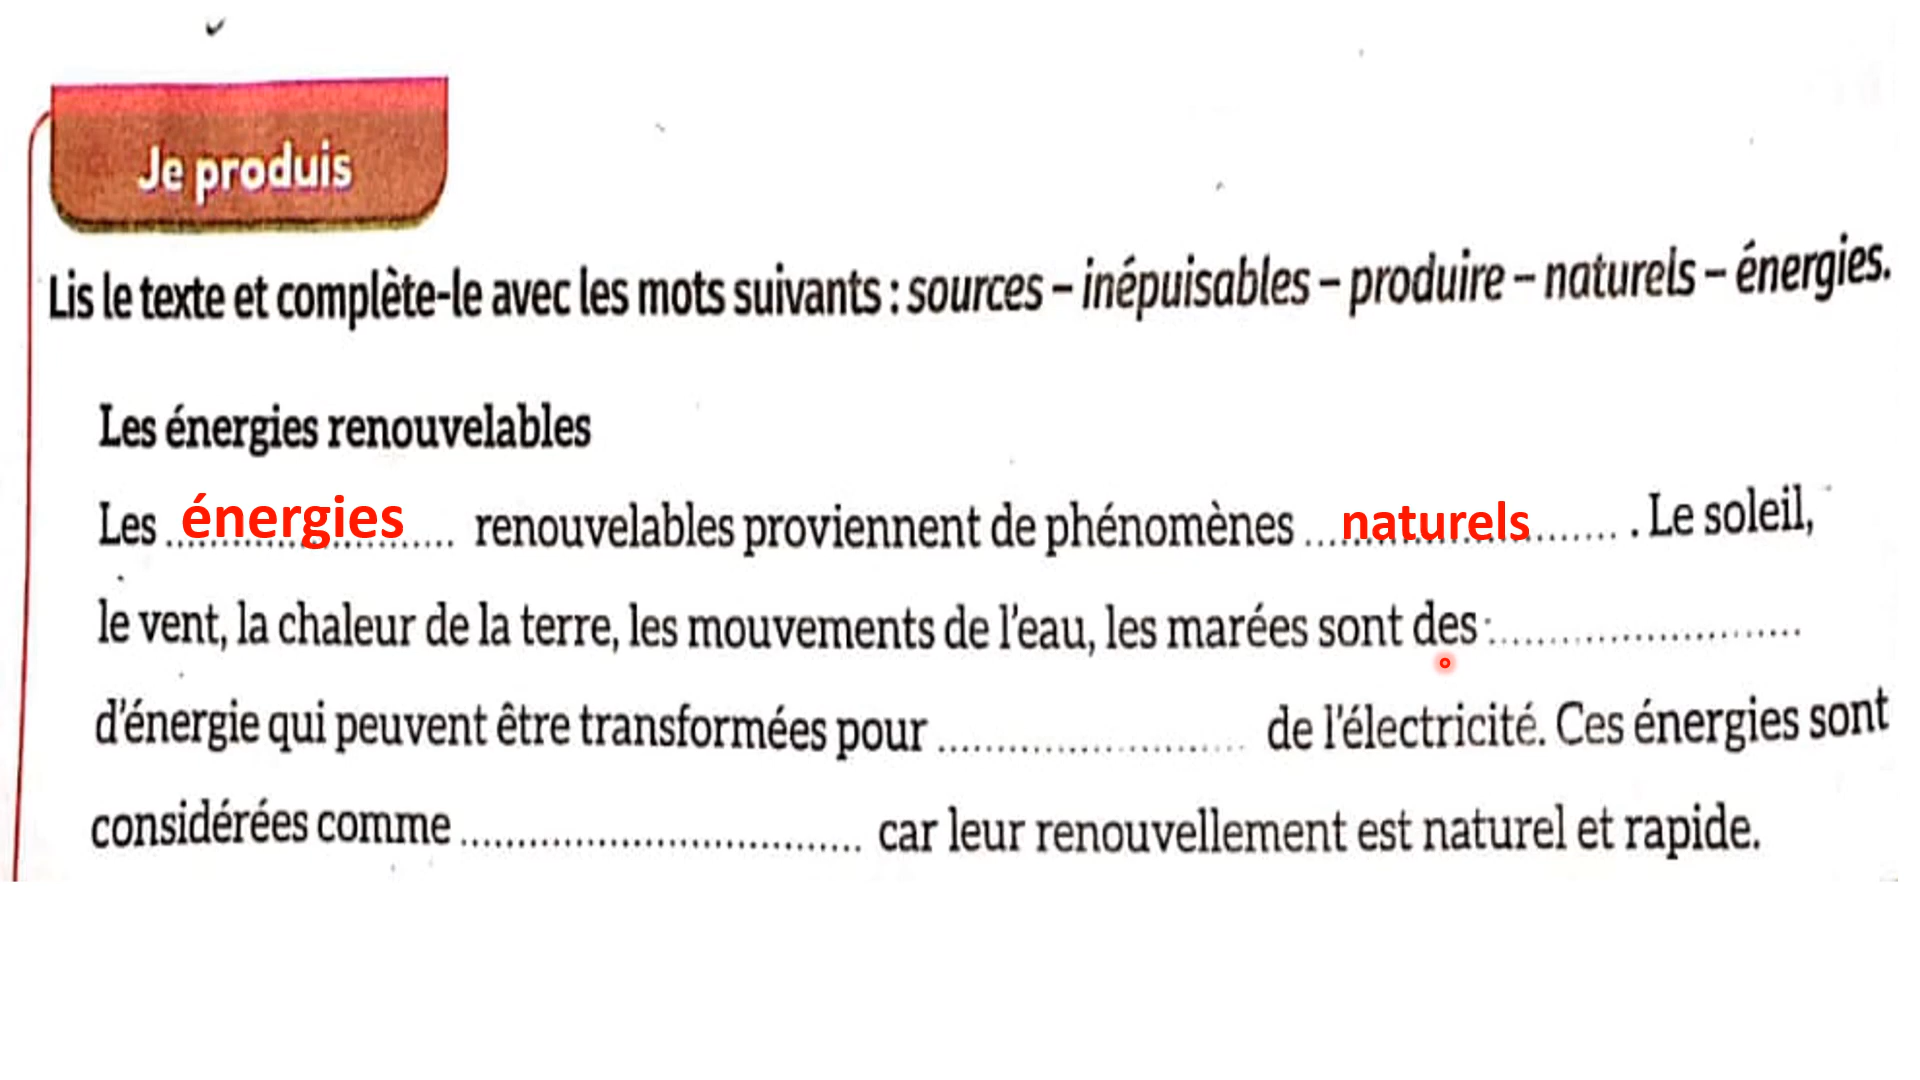 Je produis
Lis le texte et complète-le avec les mots suivants : sources – inépuisables – produire – naturels – énergies.
Les énergies renouvelables
Les énergies renouvelables proviennent de phénomènes naturels . Le soleil,
le vent, la chaleur de la terre, les mouvements de l'eau, les marées sont des ..............................
d'énergie qui peuvent être transformées pour .............................. de l'électricité. Ces énergies sont
considérées comme .................................. car leur renouvellement est naturel et rapide.